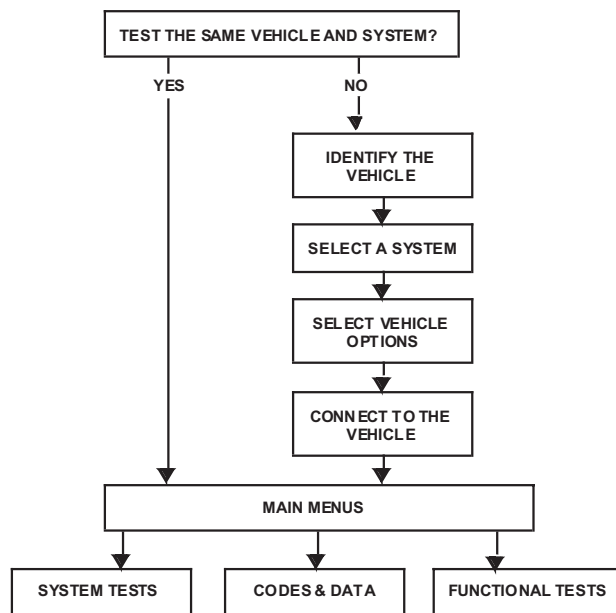 TEST THE SAME VEHICLE AND SYSTEM?
YES
NO
IDENTIFY THE
VEHICLE
SELECT A SYSTEM
SELECT VEHICLE
OPTIONS
CONNECT TO THE
VEHICLE
MAIN MENUS
SYSTEM TESTS
CODES & DATA
FUNCTIONAL TESTS